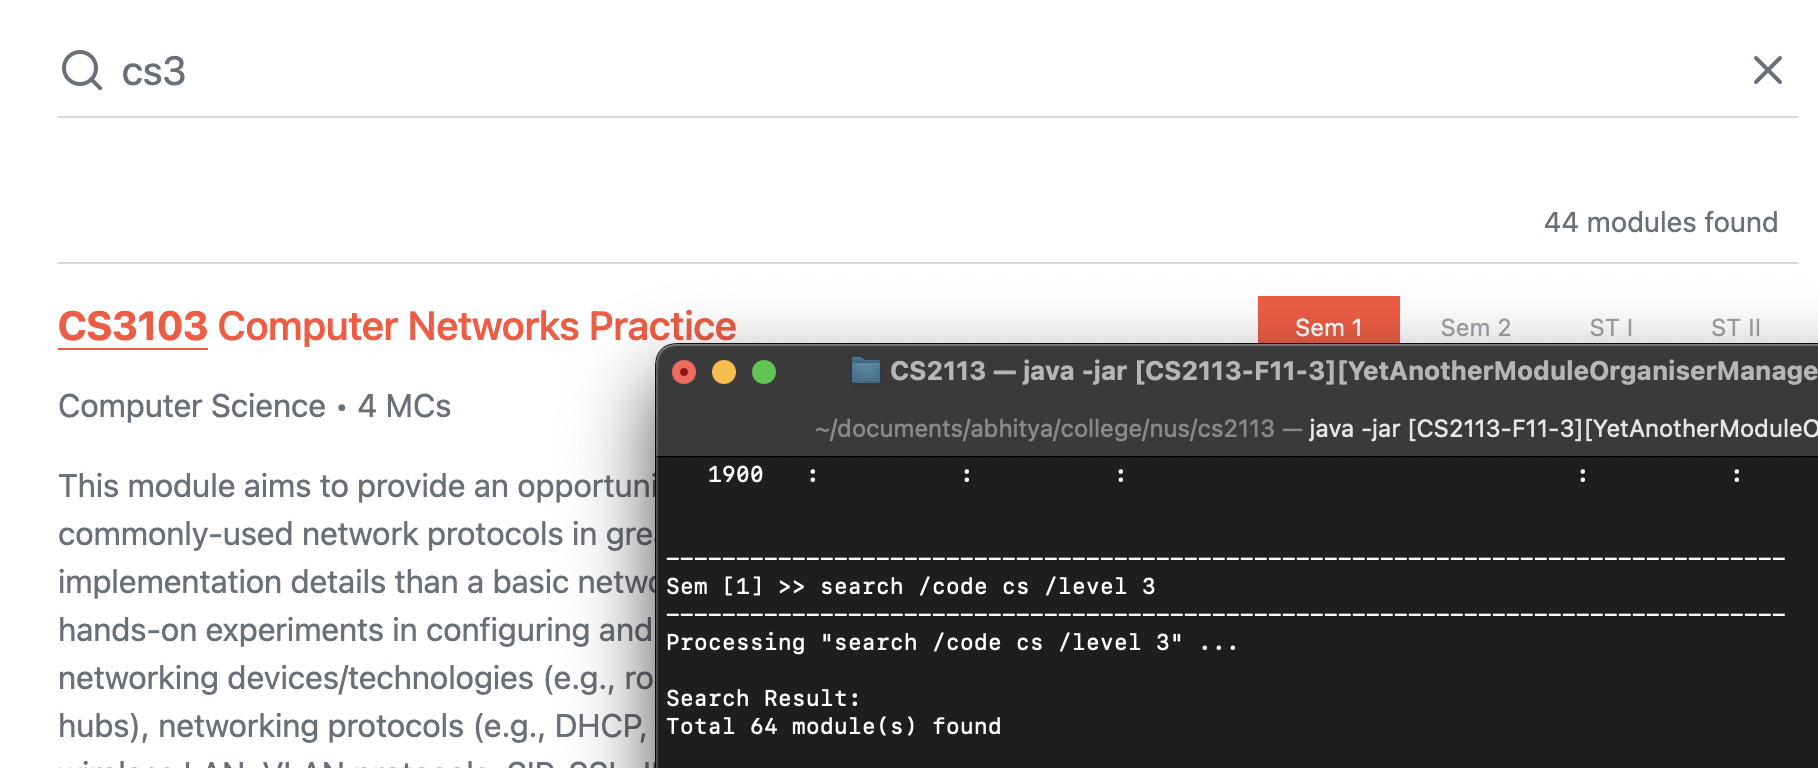 cs3
44 modules found
CS3103 Computer Networks Practice
Sem 1 Sem 2 ST I ST II
Computer Science • 4 MCs
This module aims to provide an opportuni
commonly-used network protocols in gre
implementation details than a basic netwo
hands-on experiments in configuring and
networking devices/technologies (e.g., ro
hubs), networking protocols (e.g., DHCP,
CS2113 — java -jar [CS2113-F11-3][YetAnotherModuleOrganiserManage
~/documents/abhitya/college/nus/cs2113 — java -jar [CS2113-F11-3][YetAnotherModuleO
1900 : : : : :
Sem [1] >> search /code cs /level 3
Processing "search /code cs /level 3" ...
Search Result:
Total 64 module(s) found